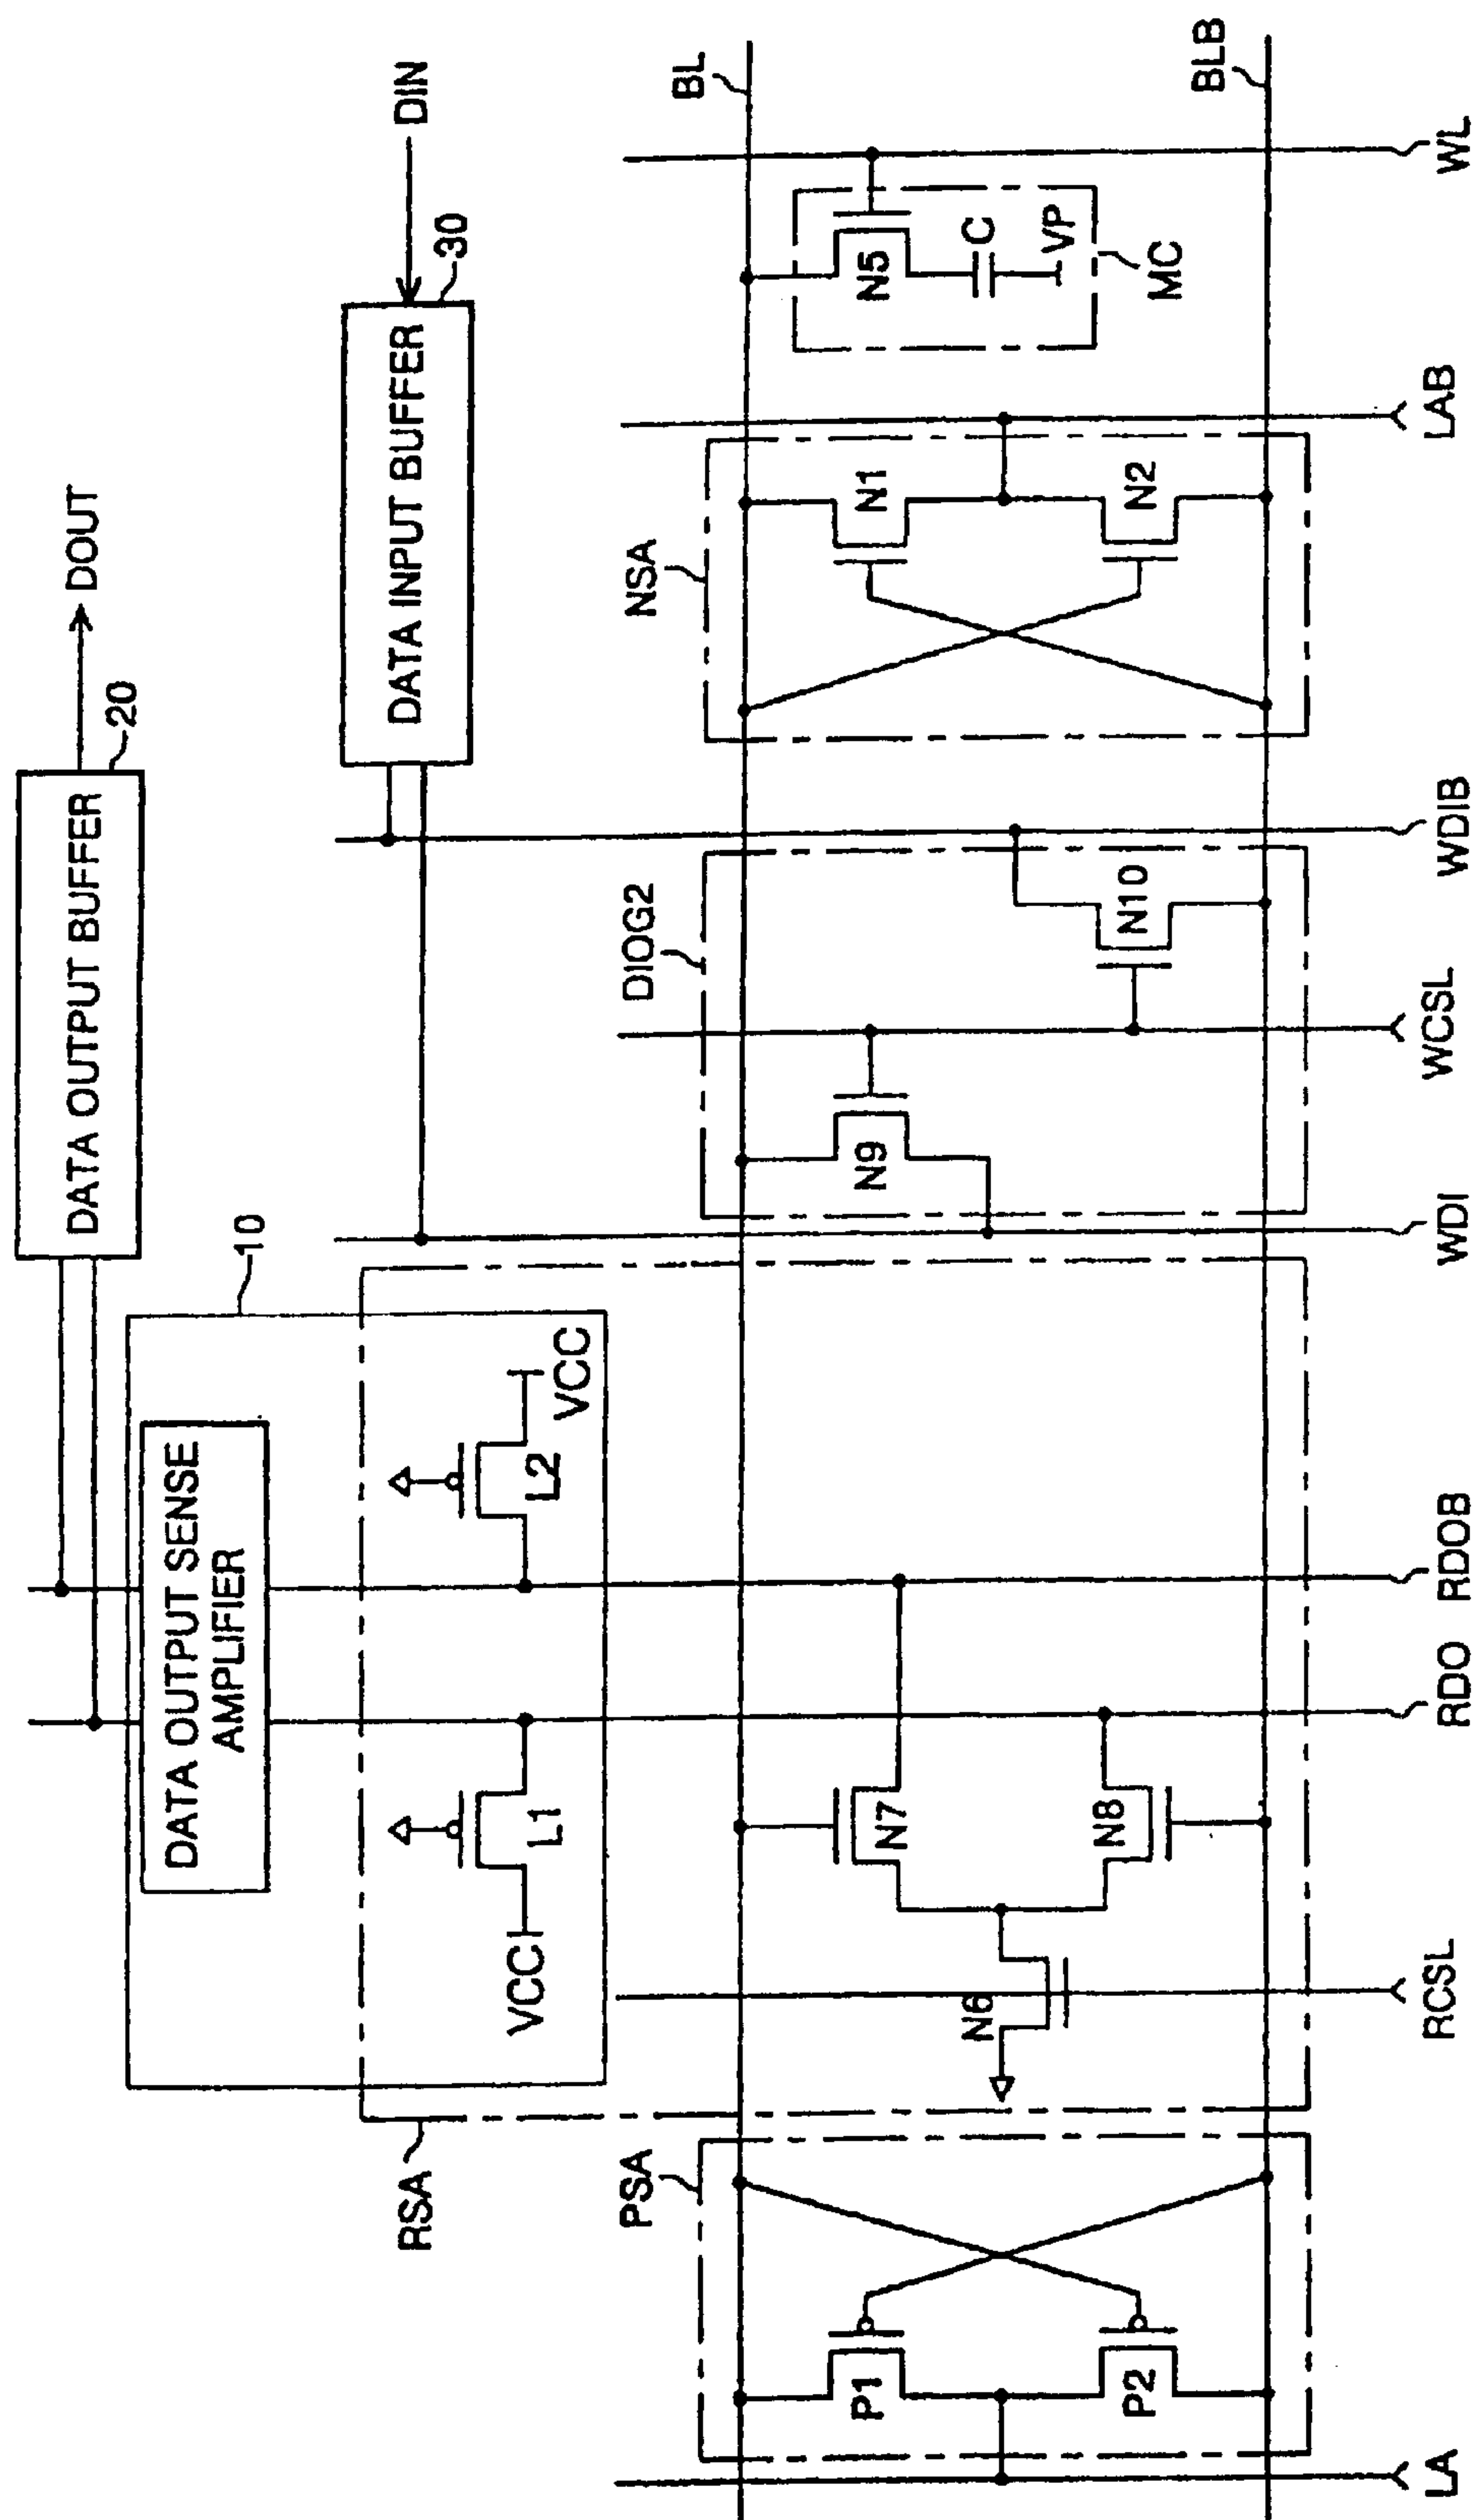 DATA OUTPUT BUFFER
20
DOUT
DATA OUTPUT SENSE
AMPLIFIER
10
VCC
L1
L2
VCC
DATA INPUT BUFFER
30
DIN
RSA
PSA
DIOG2
NSA
BL
P1
P2
N6
N7
N8
N9
N10
N1
N2
N5
C
VP
MC
BLB
LA
RCSL
RDO
RDOB
WDI
WCSL
WDIB
LAB
WL